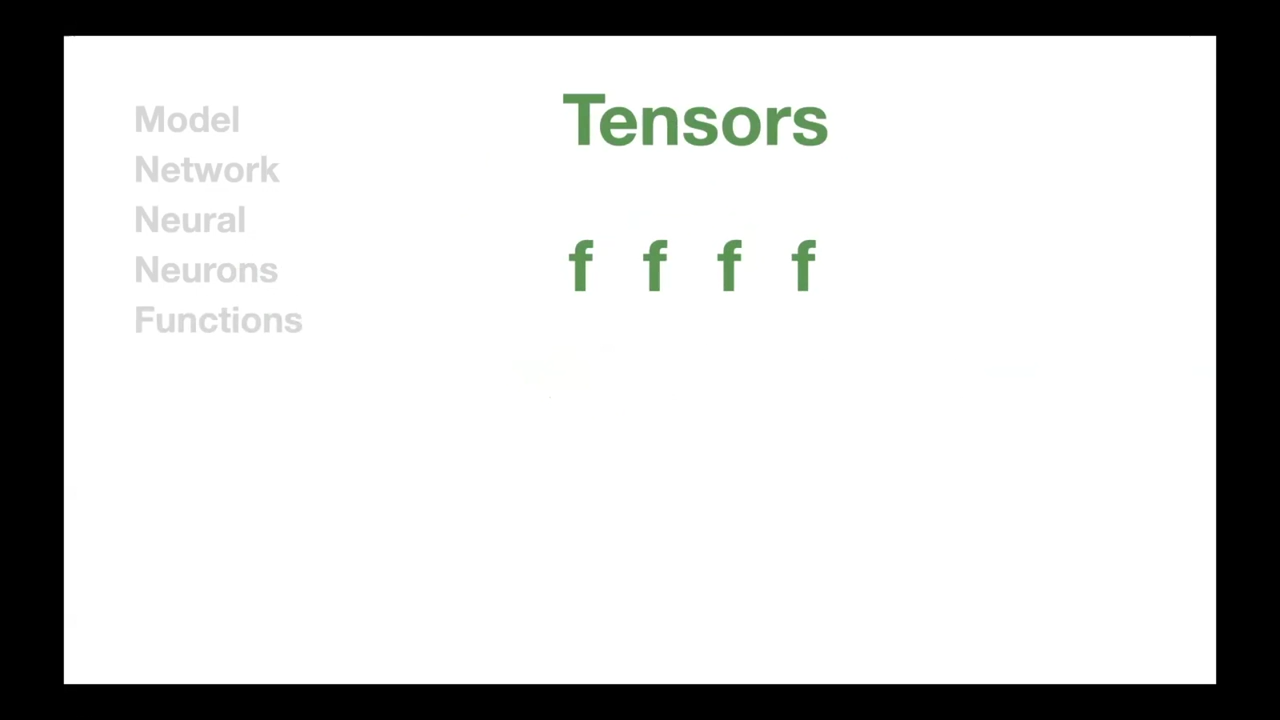 Model
Network
Neural
Neurons
Functions
Tensors
f f f f